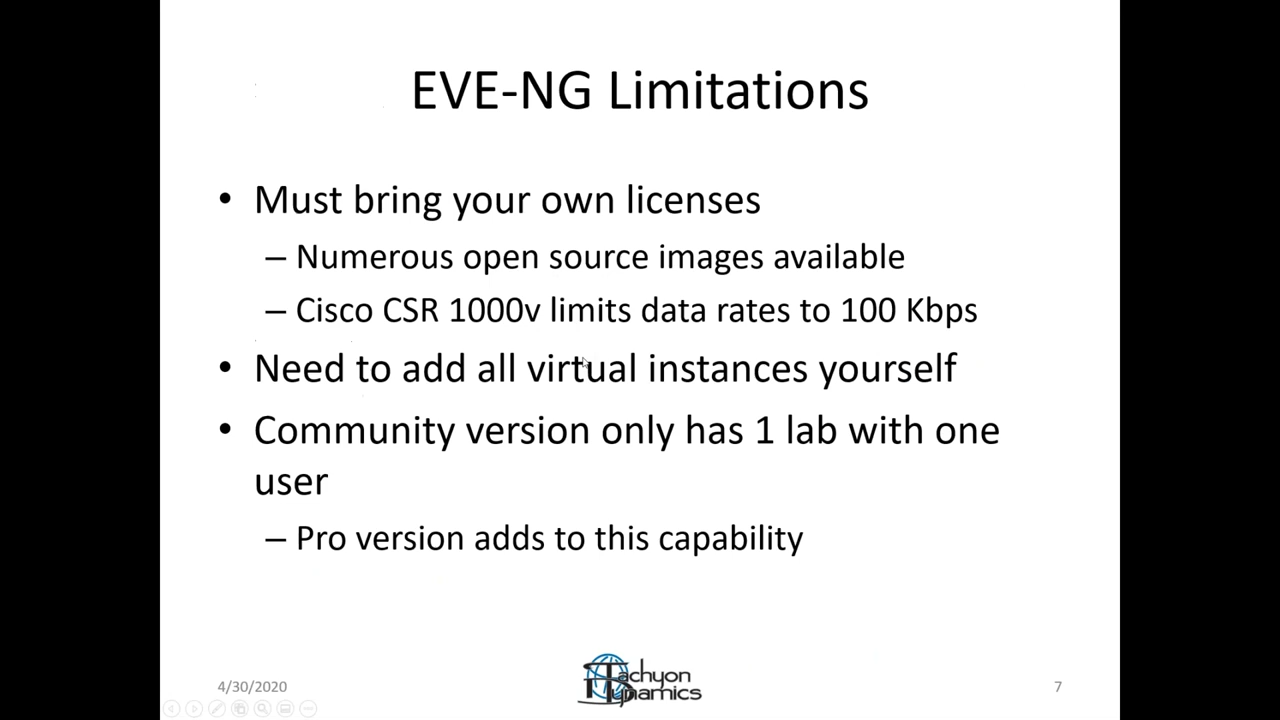 EVE-NG Limitations
• Must bring your own licenses
– Numerous open source images available
– Cisco CSR 1000v limits data rates to 100 Kbps
• Need to add all virtual instances yourself
• Community version only has 1 lab with one
user
– Pro version adds to this capability
4/30/2020
Tachyon
Dynamics
7